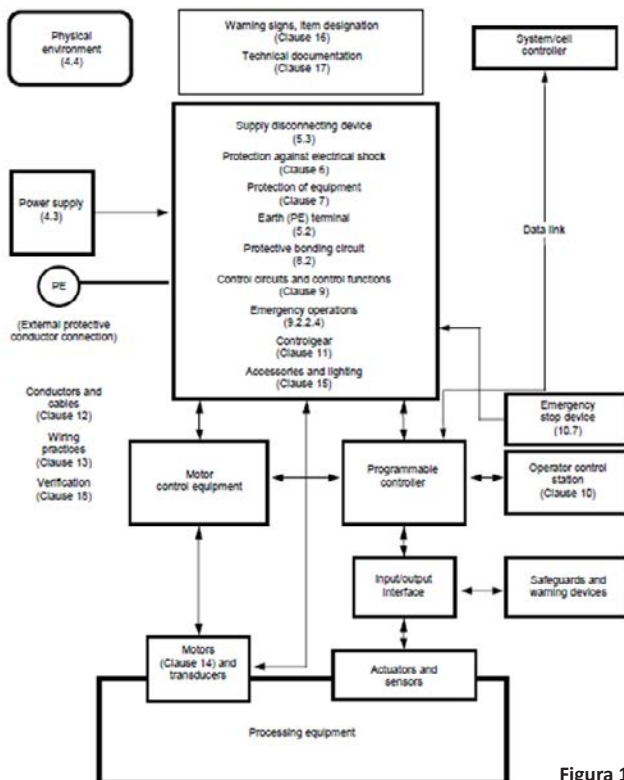 Physical
environment
(4.4)
Warning signs, item designation
(Clause 16)
Technical documentation
(Clause 17)
System/cell
controller
Supply disconnecting device
(5.3)
Protection against electrical shock
(Clause 6)
Protection of equipment
(Clause 7)
Earth (PE) terminal
(5.2)
Protective bonding circuit
(8.2)
Control circuits and control functions
(Clause 9)
Emergency operations
(9.2.2.4)
Controlgear
(Clause 11)
Accessories and lighting
(Clause 15)
Power supply
(4.3)
PE
(External protective
conductor connection)
Data link
Conductors and
cables
(Clause 12)
Wiring
practices
(Clause 13)
Verification
(Clause 18)
Motor
control equipment
Programmable
controller
Emergency
stop device
(10.7)
Operator control
station
(Clause 10)
Input/output
interface
Safeguards and
warning devices
Motors
(Clause 14) and
transducers
Actuators and
sensors
Processing equipment
Figura 1